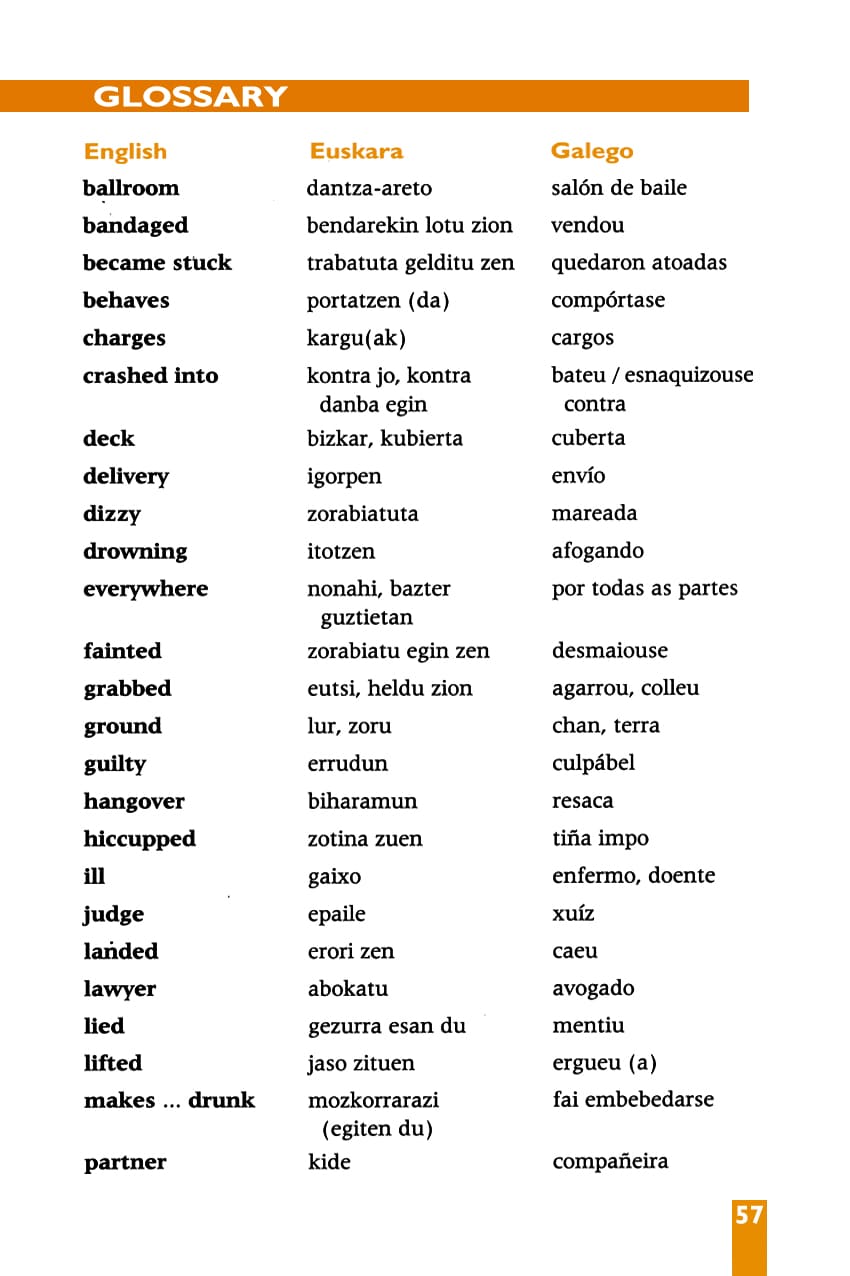 GLOSSARY
English Euskara Galego
ballroom dantza-areto salón de baile
bandaged bendarekin lotu zion vendou
became stuck trabatuta gelditu zen quedaron atoadas
behaves portatzen (da) compórtase
charges kargu(ak) cargos
crashed into kontra jo, kontra bateu / esnaquizouse
danba egin contra
deck bizkar, kubierta cuberta
delivery igorpen envío
dizzy zorabiatuta mareada
drowning itotzen afogando
everywhere nonahi, bazter por todas as partes
guztietan
fainted zorabiatu egin zen desmaiouse
grabbed eutsi, heldu zion agarrou, colleu
ground lur, zoru chan, terra
guilty errudun culpábel
hangover biharamun resaca
hiccupped zotina zuen tiña impo
ill gaixo enfermo, doente
judge epaile xuíz
landed erori zen caeu
lawyer abokatu avogado
lied gezurra esan du mentiu
lifted jaso zituen ergueu (a)
makes ... drunk mozkorrarazi fai embebedarse
(egiten du)
partner kide compañeira
57